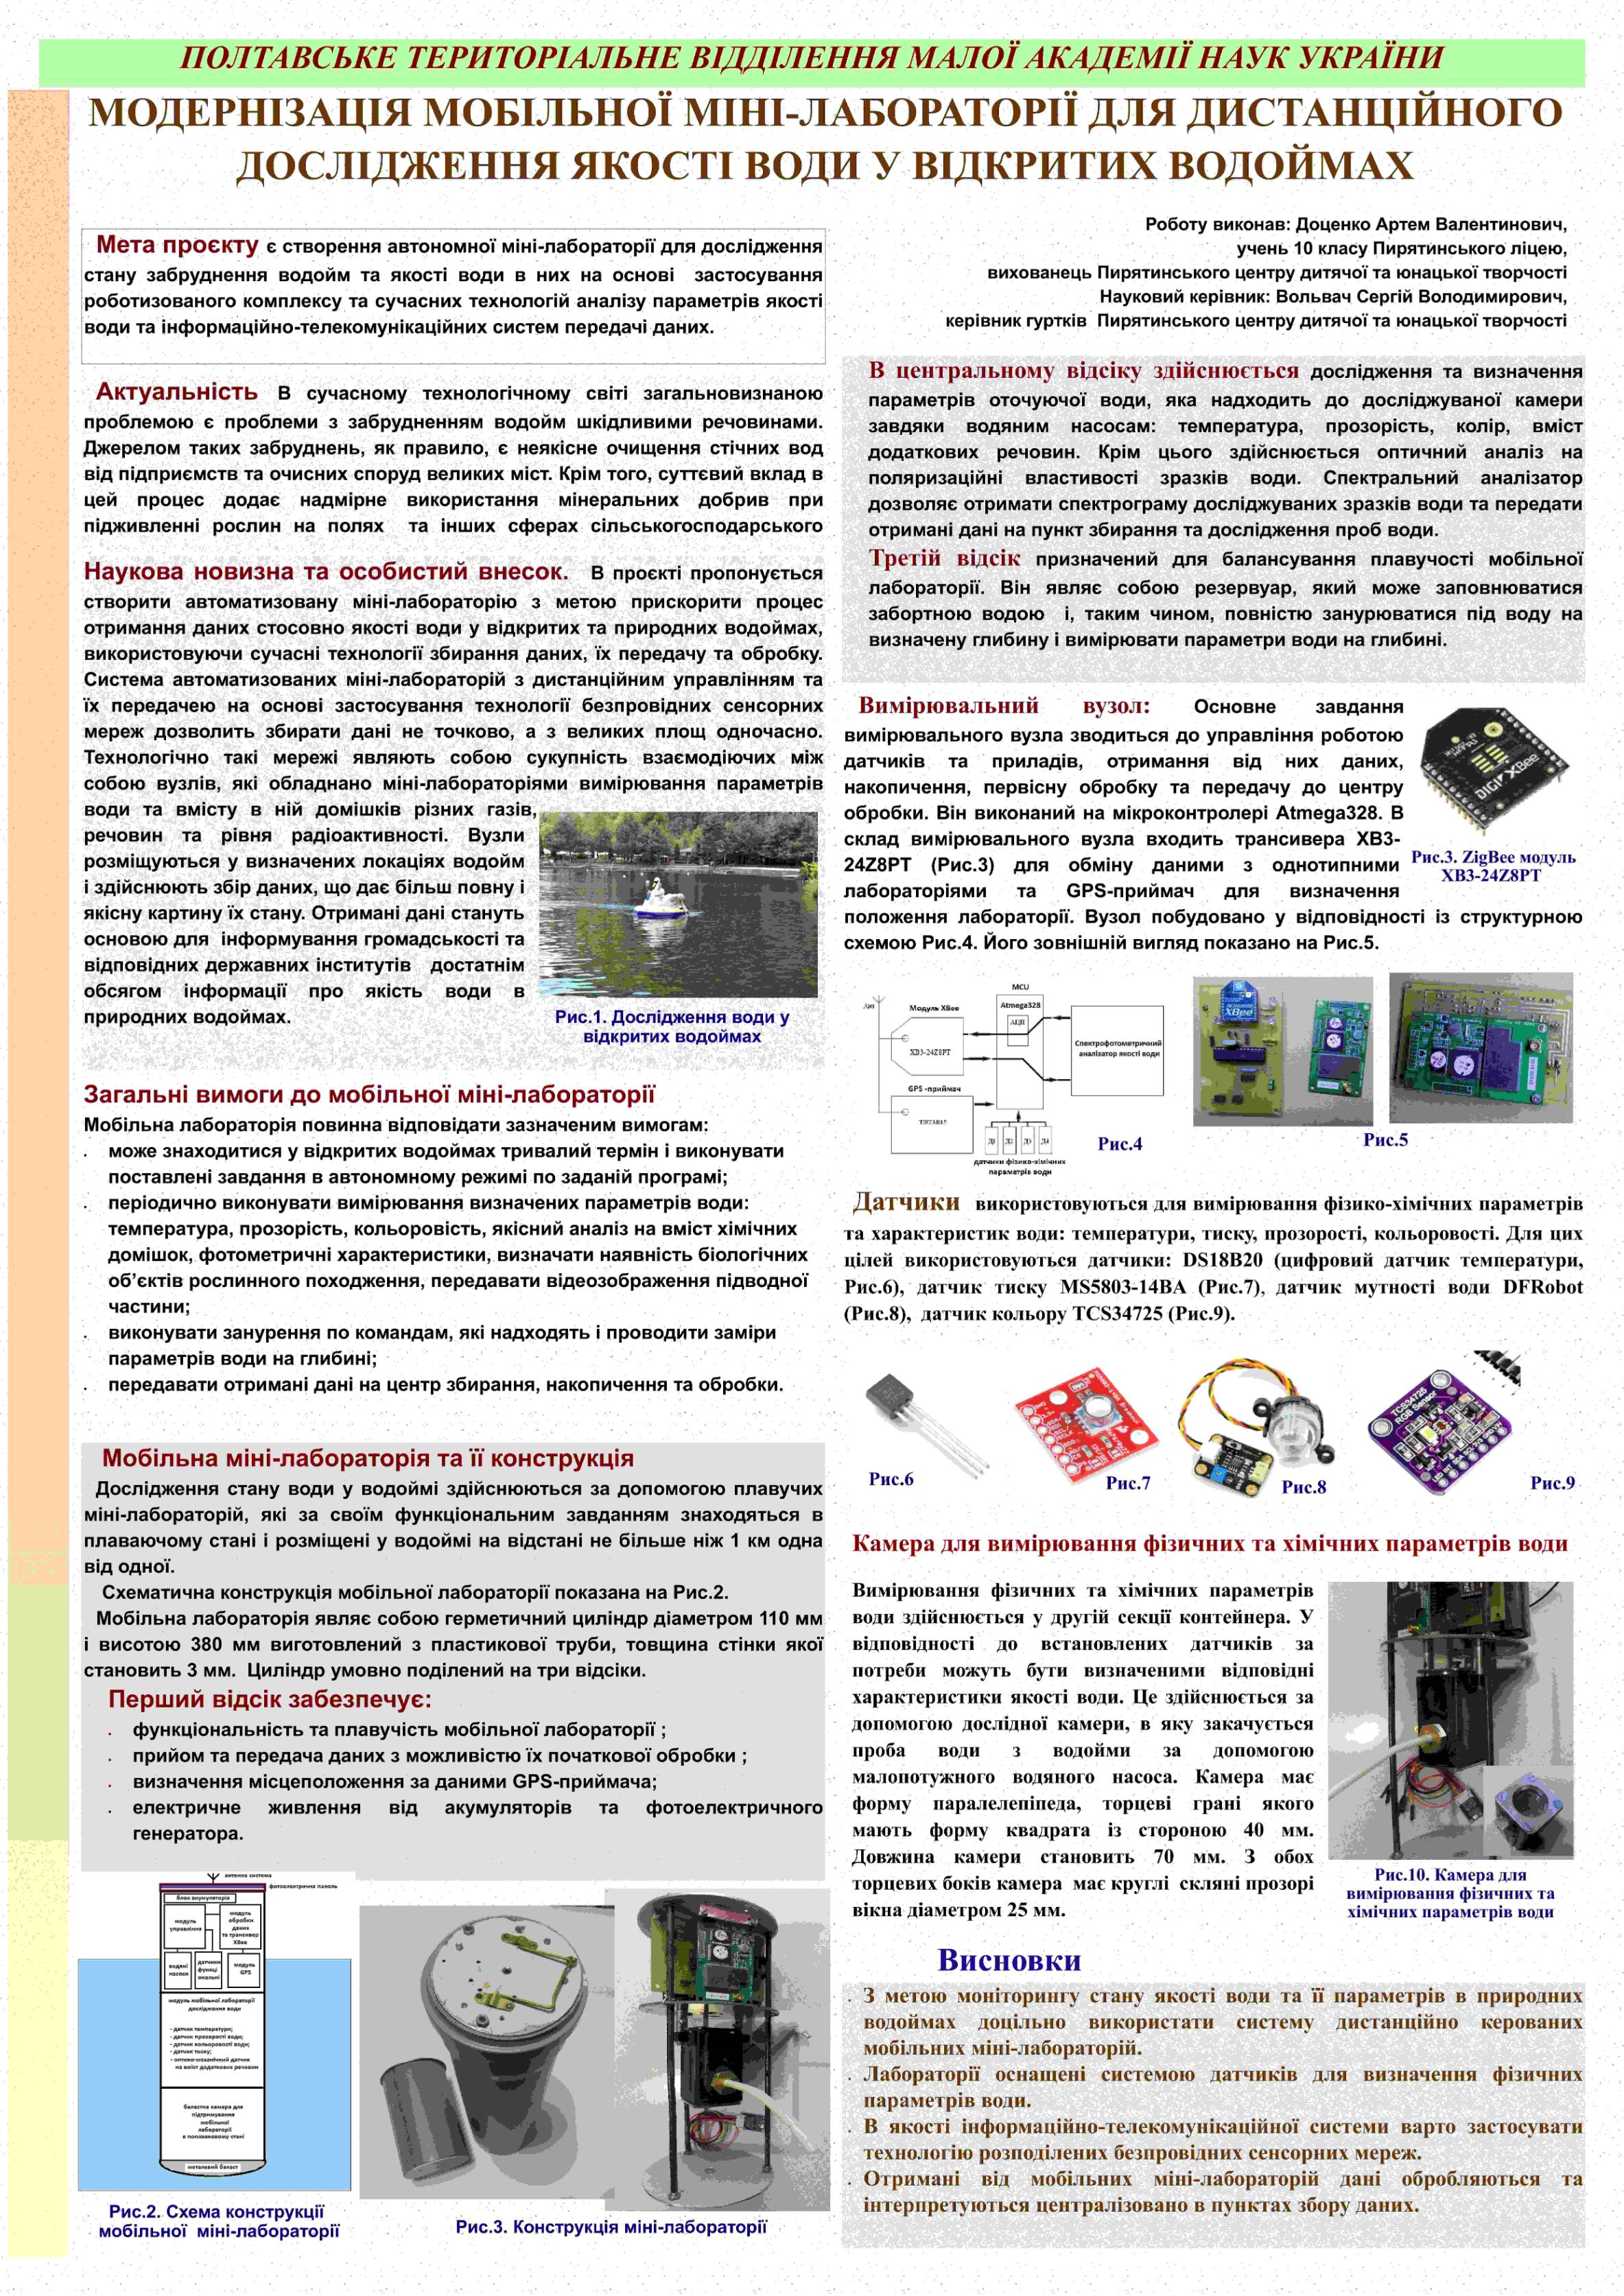 ПОЛТАВСЬКЕ ТЕРИТОРІАЛЬНЕ ВІДДІЛЕННЯ МАЛОЇ АКАДЕМІЇ НАУК УКРАЇНИ
МОДЕРНІЗАЦІЯ МОБІЛЬНОЇ МІНІ-ЛАБОРАТОРІЇ ДЛЯ ДИСТАНЦІЙНОГО
ДОСЛІДЖЕННЯ ЯКОСТІ ВОДИ У ВІДКРИТИХ ВОДОЙМАХ
Мета проєкту є створення автономної міні-лабораторії для дослідження
стану забруднення водойм та якості води в них на основі застосування
роботизованого комплексу та сучасних технологій аналізу параметрів якості
води та інформаційно-телекомунікаційних систем передачі даних.
Актуальність В сучасному технологічному світі загальновизнаною
проблемою є проблеми з забрудненням водойм шкідливими речовинами.
Джерелом таких забруднень, як правило, є неякісне очищення стічних вод
від підприємств та очисних споруд великих міст. Крім того, суттєвий вклад в
цей процес додає надмірне використання мінеральних добрив при
підживленні рослин на полях та інших сферах сільськогосподарського
Наукова новизна та особистий внесок. В проєкті пропонується
створити автоматизовану міні-лабораторію з метою прискорити процес
отримання даних стосовно якості води у відкритих та природних водоймах,
використовуючи сучасні технології збирання даних, їх передачу та обробку.
Система автоматизованих міні-лабораторій з дистанційним управлінням та
їх передачею на основі застосування технології безпровідних сенсорних
мереж дозволить збирати дані не точково, а з великих площ одночасно.
Технологічно такі мережі являють собою сукупність взаємодіючих між
собою вузлів, які обладнано міні-лабораторіями вимірювання параметрів
води та вмісту в ній домішків різних газів,
речовин та рівня радіоактивності. Вузли
розміщуються у визначених локаціях водойм
і здійснюють збір даних, що дає більш повну і
якісну картину їх стану. Отримані дані стануть
основою для інформування громадськості та
відповідних державних інститутів достатнім
обсягом інформації про якість води в
природних водоймах.
Рис.1. Дослідження води у
відкритих водоймах
Загальні вимоги до мобільної міні-лабораторії
Мобільна лабораторія повинна відповідати зазначеним вимогам:
. може знаходитися у відкритих водоймах тривалий термін і виконувати
поставлені завдання в автономному режимі по заданій програмі;
. періодично виконувати вимірювання визначених параметрів води:
температура, прозорість, кольоровість, якісний аналіз на вміст хімічних
домішок, фотометричні характеристики, визначати наявність біологічних
об’єктів рослинного походження, передавати відеозображення підводної
частини;
. виконувати занурення по командам, які надходять і проводити заміри
параметрів води на глибині;
. передавати отримані дані на центр збирання, накопичення та обробки.
Мобільна міні-лабораторія та її конструкція
Дослідження стану води у водоймі здійснюються за допомогою плавучих
міні-лабораторій, які за своїм функціональним завданням знаходяться в
плаваючому стані і розміщені у водоймі на відстані не більше ніж 1 км одна
від одної.
Схематична конструкція мобільної лабораторії показана на Рис.2.
Мобільна лабораторія являє собою герметичний циліндр діаметром 110 мм
і висотою 380 мм виготовлений з пластикової труби, товщина стінки якої
становить 3 мм. Циліндр умовно поділений на три відсіки.
Перший відсік забезпечує:
. функціональність та плавучість мобільної лабораторії ;
. прийом та передача даних з можливістю їх початкової обробки ;
. визначення місцеположення за даними GPS-приймача;
. електричне живлення від акумуляторів та фотоелектричного
генератора.
антенна система
фотоелектрична панель
блок акумуляторів
модуль
управління
модуль
обробки
даних
та трансивер
XBee
водяні
насоси
датчики
функці
ональні
модуль
GPS
модуль мобільної лабораторії
дослідження води
- датчик температури;
- датчик прозорості води;
- датчик кольоровості води;
- датчик тиску;
- оптико-механічний датчик
на вміст додаткових речовин
баластна камера для
підтримування
мобільної
лабораторії
в поплавковому стані
металевий баласт
Рис.2. Схема конструкції
мобільної міні-лабораторії
Рис.3. Конструкція міні-лабораторії
Роботу виконав: Доценко Артем Валентинович,
учень 10 класу Пирятинського ліцею,
вихованець Пирятинського центру дитячої та юнацької творчості
Науковий керівник: Вольвач Сергій Володимирович,
керівник гуртків Пирятинського центру дитячої та юнацької творчості
В центральному відсіку здійснюється дослідження та визначення
параметрів оточуючої води, яка надходить до досліджуваної камери
завдяки водяним насосам: температура, прозорість, колір, вміст
додаткових речовин. Крім цього здійснюється оптичний аналіз на
поляризаційні властивості зразків води. Спектральний аналізатор
дозволяє отримати спектрограму досліджуваних зразків води та передати
отримані дані на пункт збирання та дослідження проб води.
Третій відсік призначений для балансування плавучості мобільної
лабораторії. Він являє собою резервуар, який може заповнюватися
забортною водою і, таким чином, повністю занурюватися під воду на
визначену глибину і вимірювати параметри води на глибині.
Вимірювальний вузол: Основне завдання
вимірювального вузла зводиться до управління роботою
датчиків та приладів, отримання від них даних,
накопичення, первісну обробку та передачу до центру
обробки. Він виконаний на мікроконтролері Atmega328. В
склад вимірювального вузла входить трансивера XB3-
24Z8PT (Рис.3) для обміну даними з однотипними
лабораторіями та GPS-приймач для визначення
положення лабораторії. Вузол побудовано у відповідності із структурною
схемою Рис.4. Його зовнішній вигляд показано на Рис.5.
DIGI XBee
Рис.3. ZigBee модуль
XB3-24Z8PT
Ант
Модуль XBee
XB3-24Z8PT
MCU
Atmega328
АЦП
Спектрофотометричний
аналізатор якості води
GPS -приймач
Д1 Д2 Д3 Д4
датчики фізико-хімічних
параметрів води
Рис.4
XBee
Рис.5
Датчики використовуються для вимірювання фізико-хімічних параметрів
та характеристик води: температури, тиску, прозорості, кольоровості. Для цих
цілей використовуються датчики: DS18B20 (цифровий датчик температури,
Рис.6), датчик тиску MS5803-14BA (Рис.7), датчик мутності води DFRobot
(Рис.8), датчик кольору TCS34725 (Рис.9).
TCS34725
RGB Sensor
Рис.6
Рис.7
Рис.8
Рис.9
Камера для вимірювання фізичних та хімічних параметрів води
Вимірювання фізичних та хімічних параметрів
води здійснюється у другій секції контейнера. У
відповідності до встановлених датчиків за
потреби можуть бути визначеними відповідні
характеристики якості води. Це здійснюється за
допомогою дослідної камери, в яку закачується
проба води з водойми за допомогою
малопотужного водяного насоса. Камера має
форму паралелепіпеда, торцеві грані якого
мають форму квадрата із стороною 40 мм.
Довжина камери становить 70 мм. З обох
торцевих боків камера має круглі скляні прозорі
вікна діаметром 25 мм.
Рис.10. Камера для
вимірювання фізичних та
хімічних параметрів води
Висновки
. З метою моніторингу стану якості води та її параметрів в природних
водоймах доцільно використати систему дистанційно керованих
мобільних міні-лабораторій.
. Лабораторії оснащені системою датчиків для визначення фізичних
параметрів води.
. В якості інформаційно-телекомунікаційної системи варто застосувати
технологію розподілених безпровідних сенсорних мереж.
. Отримані від мобільних міні-лабораторій дані обробляються та
інтерпретуються централізовано в пунктах збору даних.